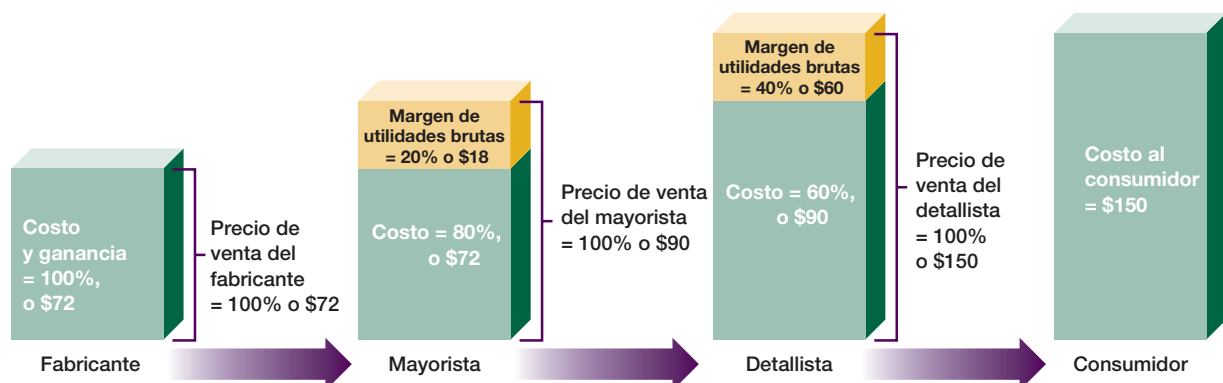 Costo
y ganancia
= 100%,
o $72
Precio de
venta del
fabricante
= 100% o $72
Fabricante
Margen de
utilidades brutas
= 20% o $18
Costo = 80%,
o $72
Precio de venta
del mayorista
= 100% o $90
Mayorista
Margen de
utilidades brutas
= 40% o $60
Costo = 60%,
o $90
Precio de
venta del
detallista
= 100%
o $150
Detallista
Costo al
consumidor
= $150
Consumidor